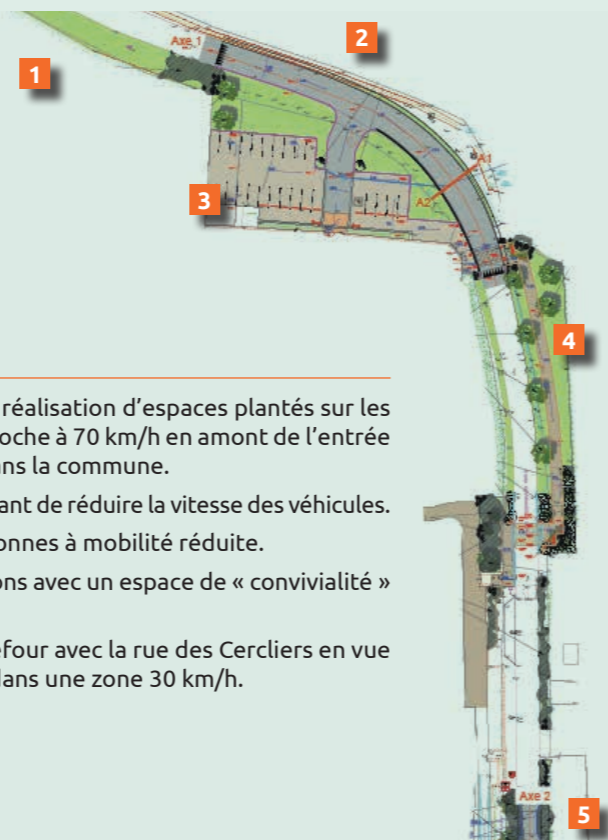 Axe 1
2
1
A1
3
A2
4
réalisation d’espaces plantés sur les
oche à 70 km/h en amont de l’entrée
ans la commune.
ant de réduire la vitesse des véhicules.
onnes à mobilité réduite.
ons avec un espace de « convivialité »
efour avec la rue des Cercliers en vue
dans une zone 30 km/h.
Axe 2
5